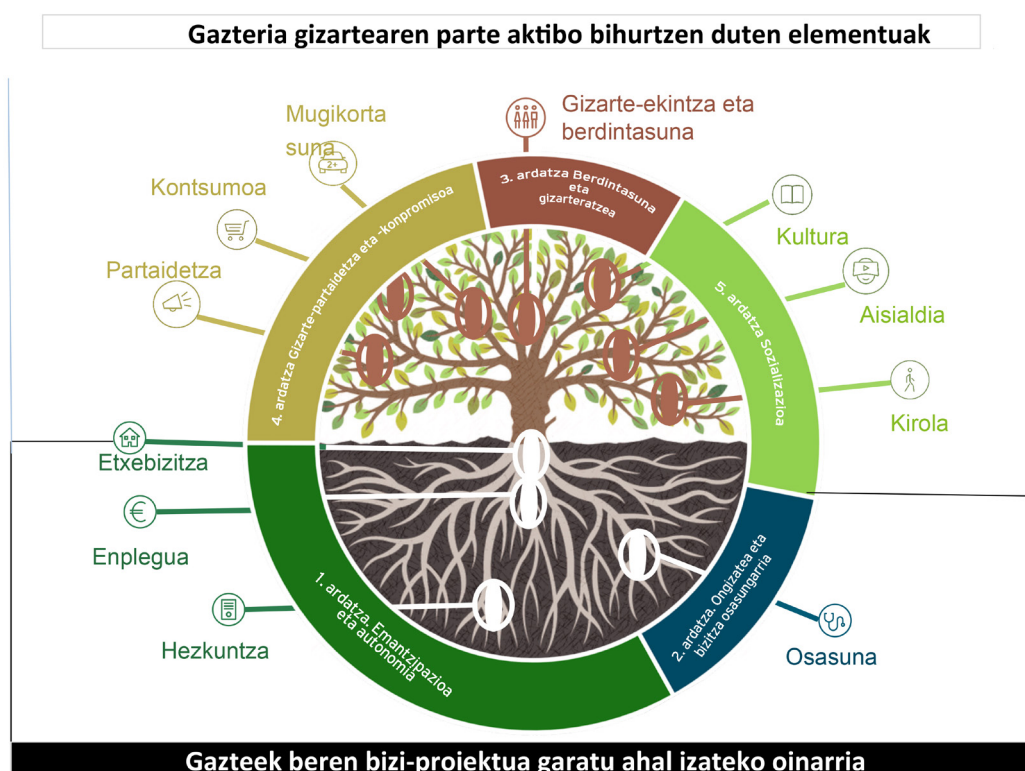 Gazteria gizartearen parte aktibo bihurtzen duten elementuak
Mugikorta
suna
2+
Gizarte-ekintza eta
berdintasuna
Kontsumoa
Partaidetza
Kultura
Aisialdia
Kirola
3. ardatza Berdintasuna
eta
gizarteratzea
4. ardatza Gizarte-partaidetza eta -konpromisoa
5. ardatza Sozializazioa
Etxebizitza
€
Enplegua
Hezkuntza
1. ardatza. Emantzipazioa
eta autonomia
2. ardatza. Ongizatea eta
bizitza osasungarria
Osasuna
Gazteek beren bizi-proiektua garatu ahal izateko oinarria